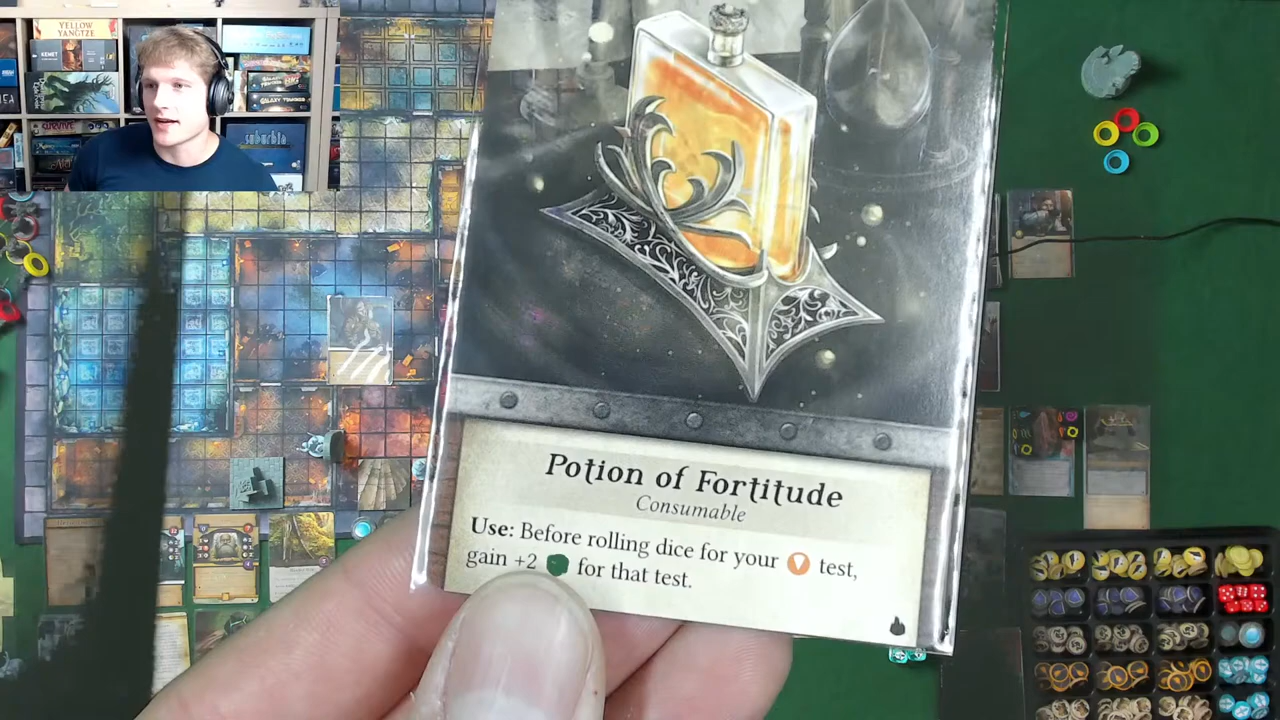 YELLOW
YANGTZE
KEMET
SURVIVE
GALAXY TRUCKER
suburbia
Potion of Fortitude
Consumable
Use: Before rolling dice for your test,
gain +2 for that test.